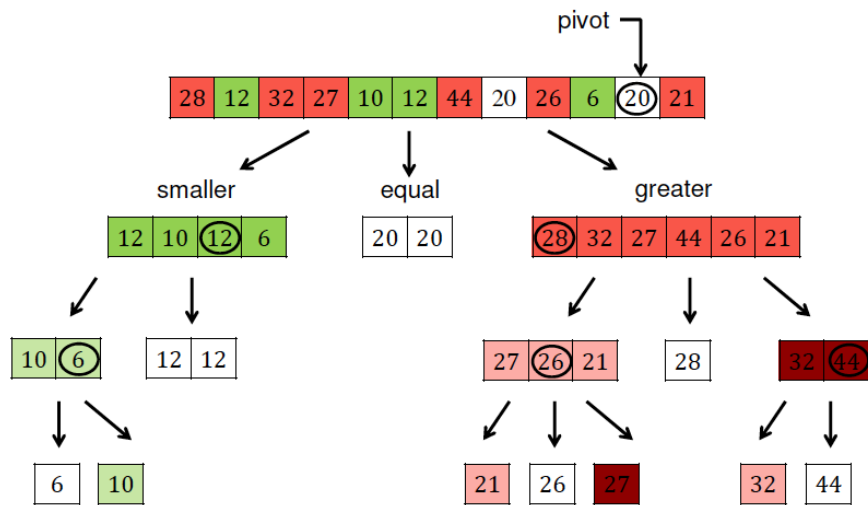 pivot
28 12 32 27 10 12 44 20 26 6 20 21
smaller equal greater
12 10 12 6 20 20 28 32 27 44 26 21
10 6 12 12 27 26 21 28 32 44
6 10 21 26 27 32 44